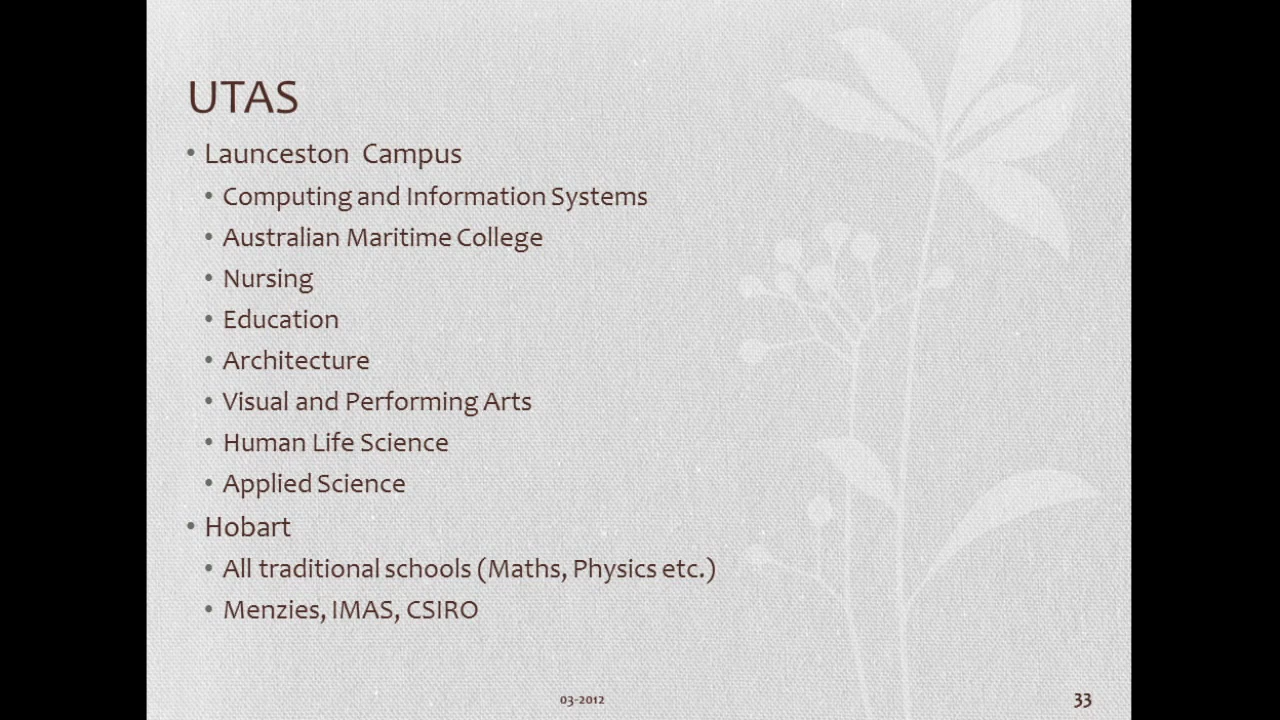 UTAS
• Launceston Campus
• Computing and Information Systems
• Australian Maritime College
• Nursing
• Education
• Architecture
• Visual and Performing Arts
• Human Life Science
• Applied Science
• Hobart
• All traditional schools (Maths, Physics etc.)
• Menzies, IMAS, CSIRO
03-2012
33